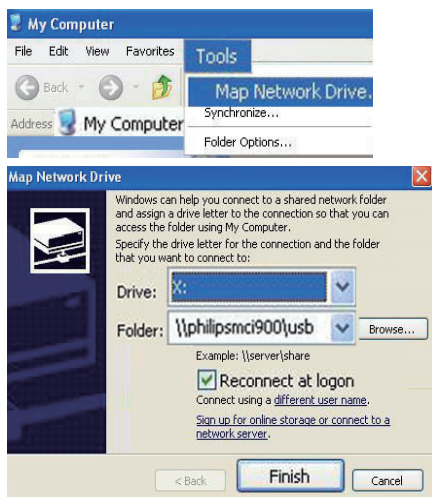 My Computer
File Edit View Favorites Tools
Back
Map Network Drive.
Synchronize...
Address My Computer
Folder Options...
Map Network Drive
Windows can help you connect to a shared network folder
and assign a drive letter to the connection so that you can
access the folder using My Computer.
Specify the drive letter for the connection and the folder
that you want to connect to:
Drive: X:
Folder: \\philipsmci900\usb Browse...
Example: \\server\share
Reconnect at logon
Connect using a different user name.
Sign up for online storage or connect to a
network server.
< Back Finish Cancel